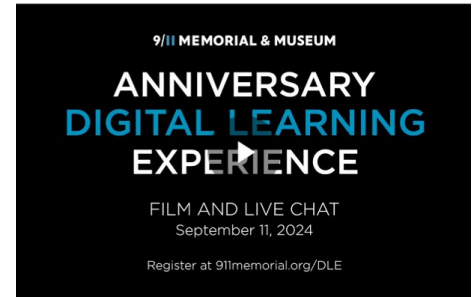 9/11 MEMORIAL & MUSEUM
ANNIVERSARY
DIGITAL LEARNING
EXPERIENCE
FILM AND LIVE CHAT
September 11, 2024
Register at 911memorial.org/DLE